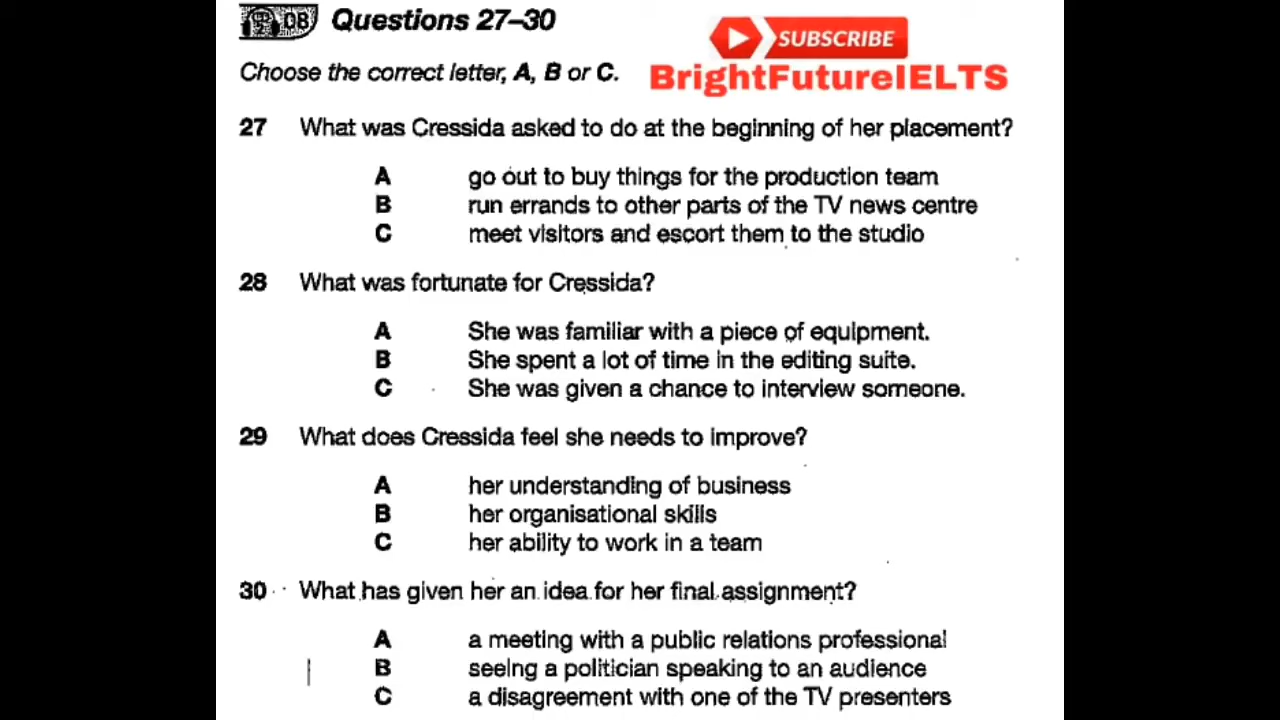 DB Questions 27–30
SUBSCRIBE
Choose the correct letter, A, B or C.
BrightFutureIELTS
27 What was Cressida asked to do at the beginning of her placement?
A go out to buy things for the production team
B run errands to other parts of the TV news centre
C meet visitors and escort them to the studio
28 What was fortunate for Cressida?
A She was familiar with a piece of equipment.
B She spent a lot of time in the editing suite.
C She was given a chance to interview someone.
29 What does Cressida feel she needs to improve?
A her understanding of business
B her organisational skills
C her ability to work in a team
30 What has given her an idea for her final assignment?
A a meeting with a public relations professional
B seeing a politician speaking to an audience
C a disagreement with one of the TV presenters